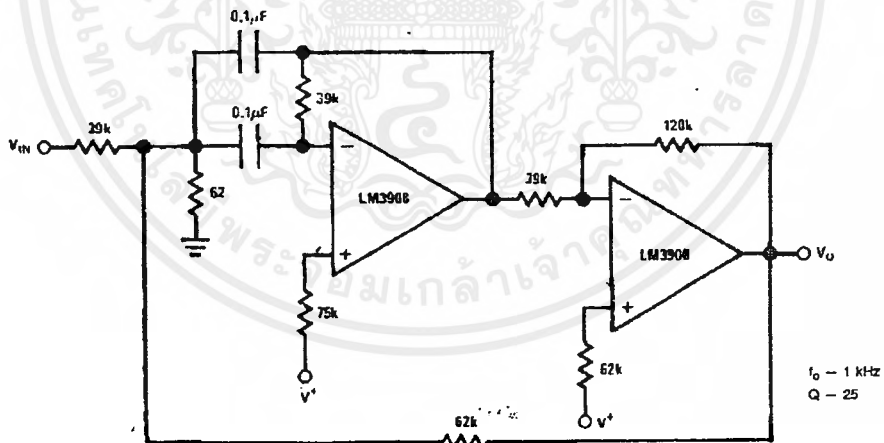 0.1μF
39k
0.1μF
120k
39k
VIN
−
LM3908
39k
−
LM3900
VO
62
+
+
75k
62k
V+
V+
62k
fo − 1 kHz
Q − 25